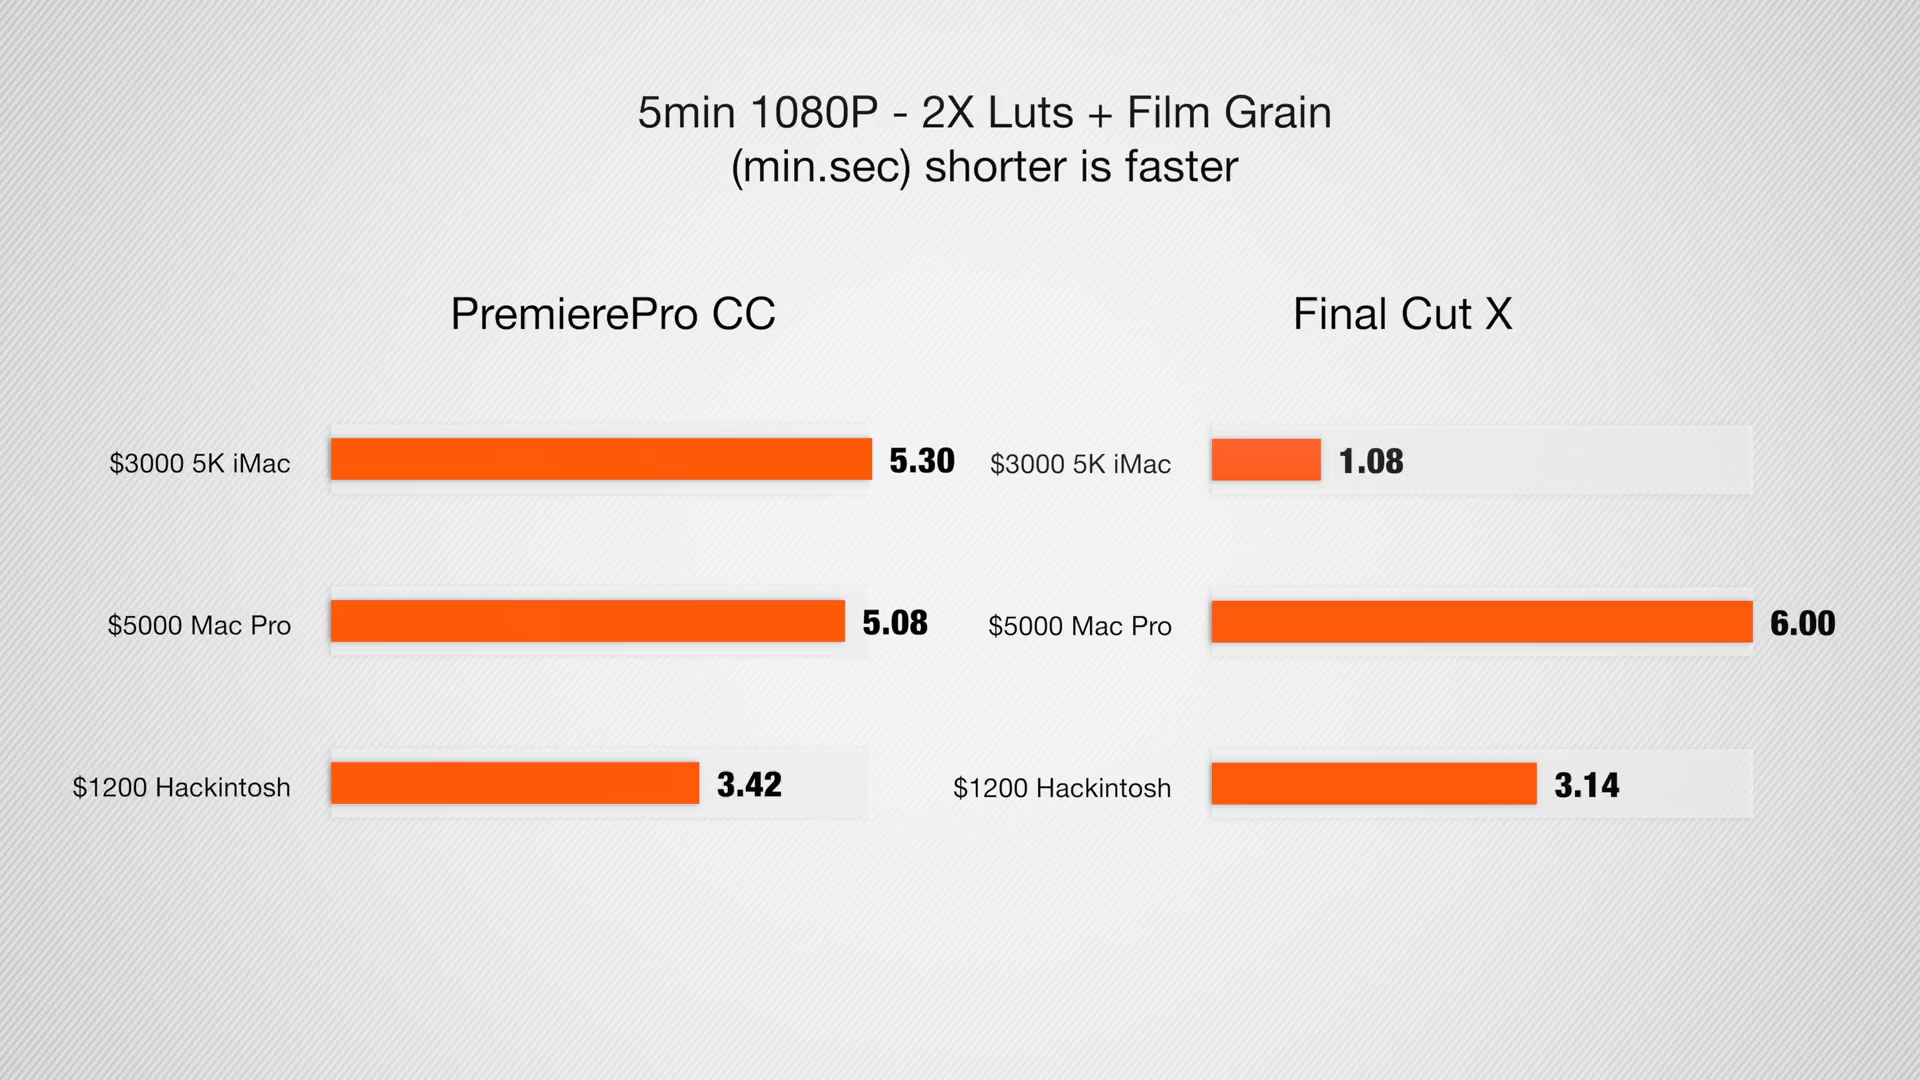 5min 1080P - 2X Luts + Film Grain
(min.sec) shorter is faster
PremierePro CC
$3000 5K iMac 5.30
$5000 Mac Pro 5.08
$1200 Hackintosh 3.42
Final Cut X
$3000 5K iMac 1.08
$5000 Mac Pro 6.00
$1200 Hackintosh 3.14